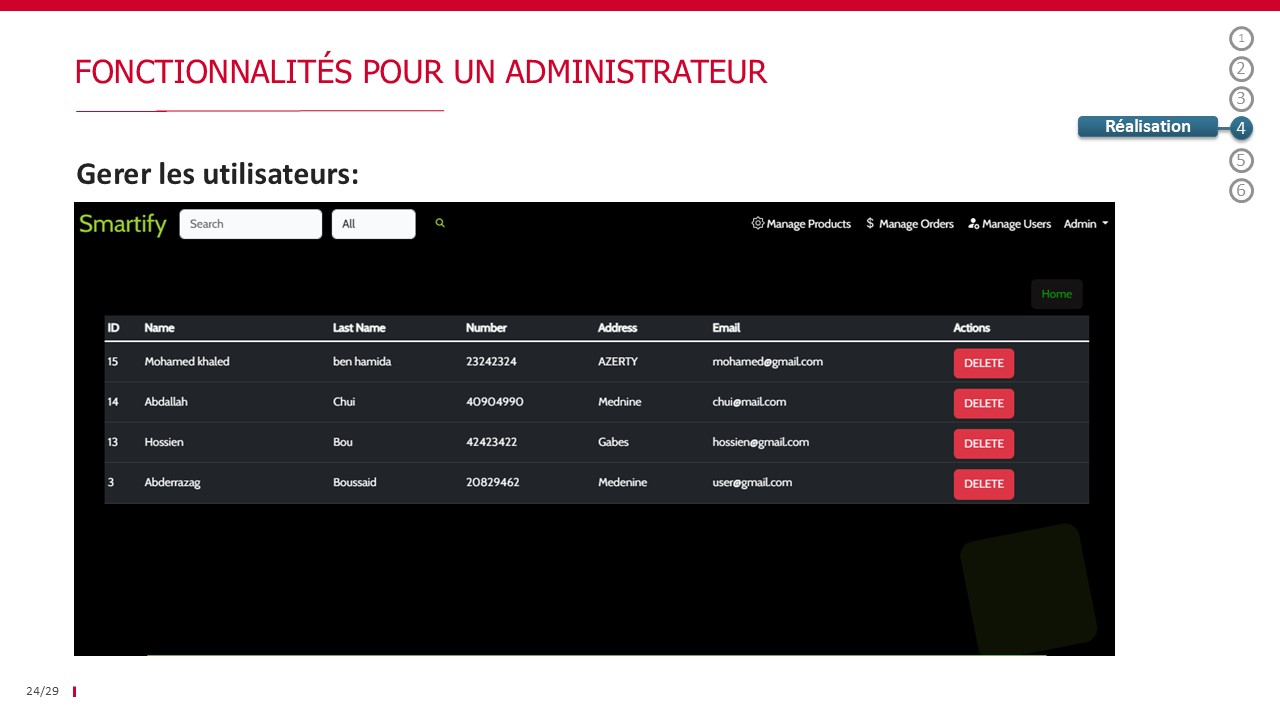 FONCTIONNALITÉS POUR UN ADMINISTRATEUR
1
2
3
Réalisation 4
5
6
Gerer les utilisateurs:
Smartify Search All Manage Products $ Manage Orders Manage Users Admin
Home
ID Name Last Name Number Address Email Actions
15 Mohamed khaled ben hamida 23242324 AZERTY mohamed@gmail.com DELETE
14 Abdallah Chui 40904990 Mednine chui@mail.com DELETE
13 Hossien Bou 42423422 Gabes hossien@gmail.com DELETE
3 Abderrazag Boussaid 20829462 Medenine user@gmail.com DELETE
24/29